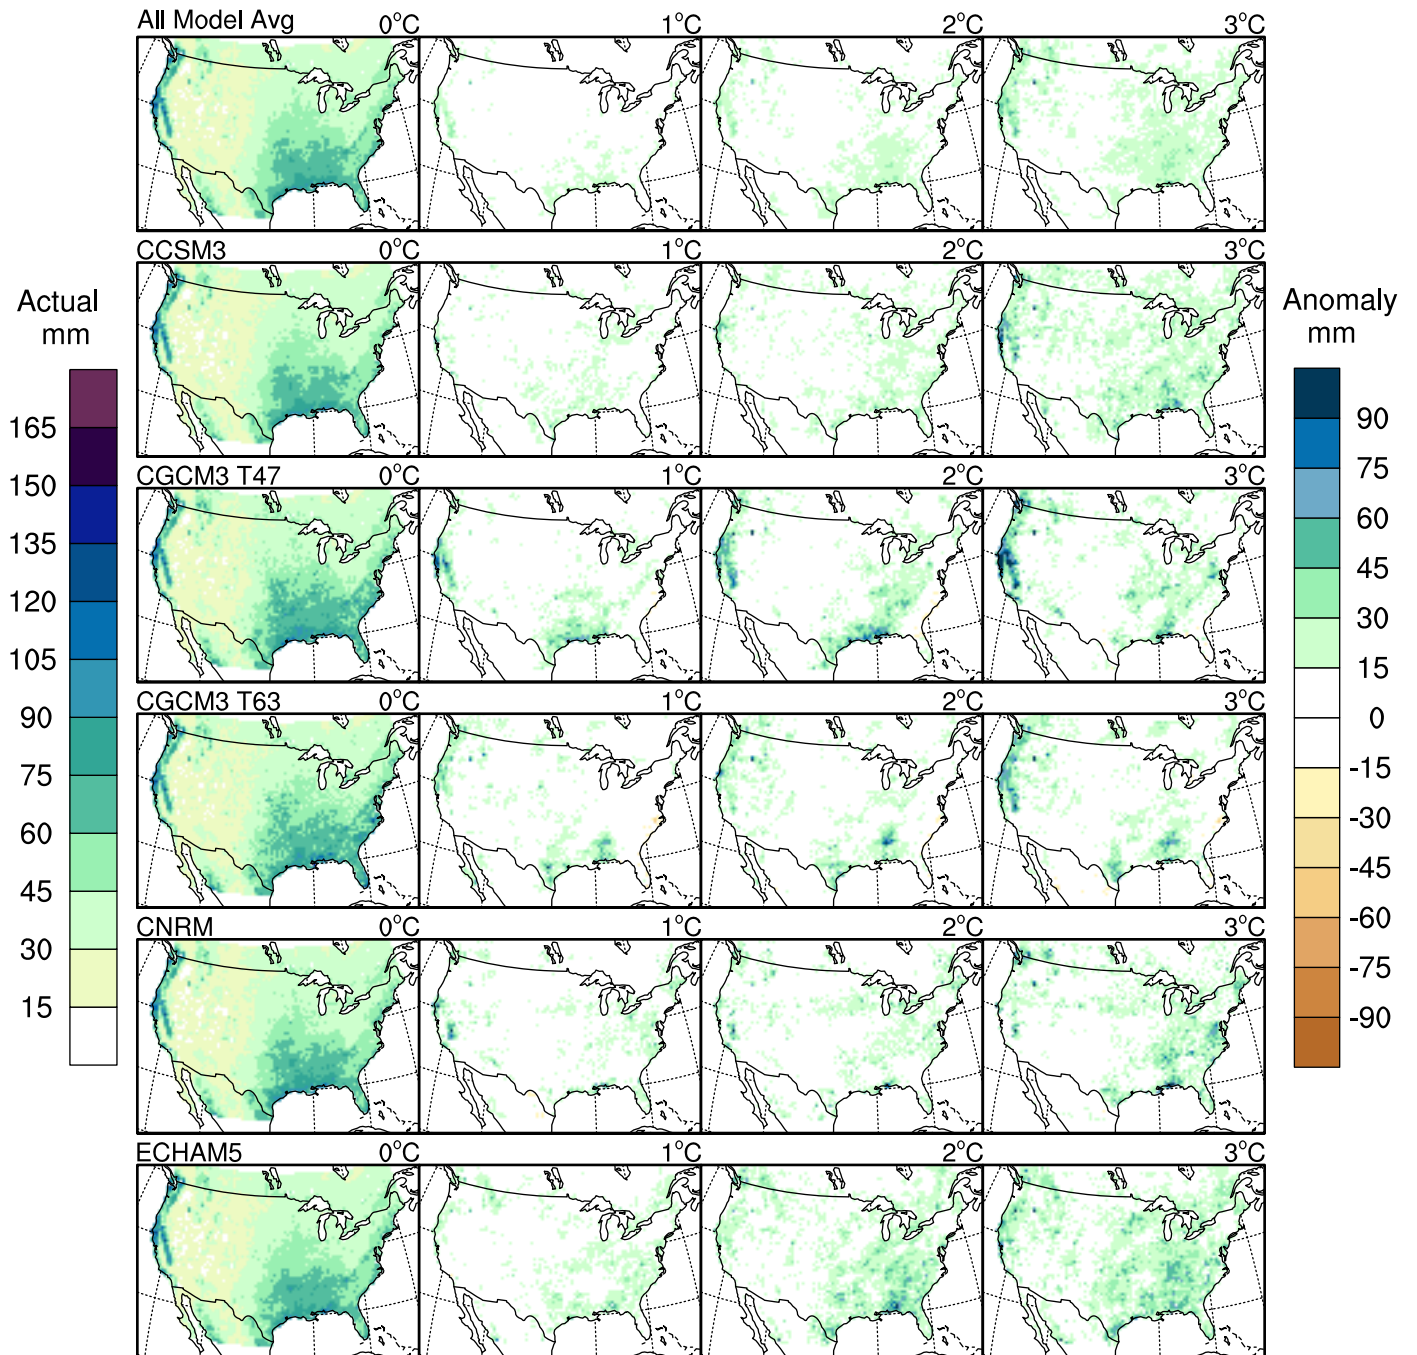 All Model Avg 0°C 1°C 2°C 3°C
CCSM3 0°C 1°C 2°C 3°C
CGCM3 T47 0°C 1°C 2°C 3°C
CGCM3 T63 0°C 1°C 2°C 3°C
CNRM 0°C 1°C 2°C 3°C
ECHAM5 0°C 1°C 2°C 3°C
Actual
mm
165
150
135
120
105
90
75
60
45
30
15
Anomaly
mm
90
75
60
45
30
15
0
-15
-30
-45
-60
-75
-90